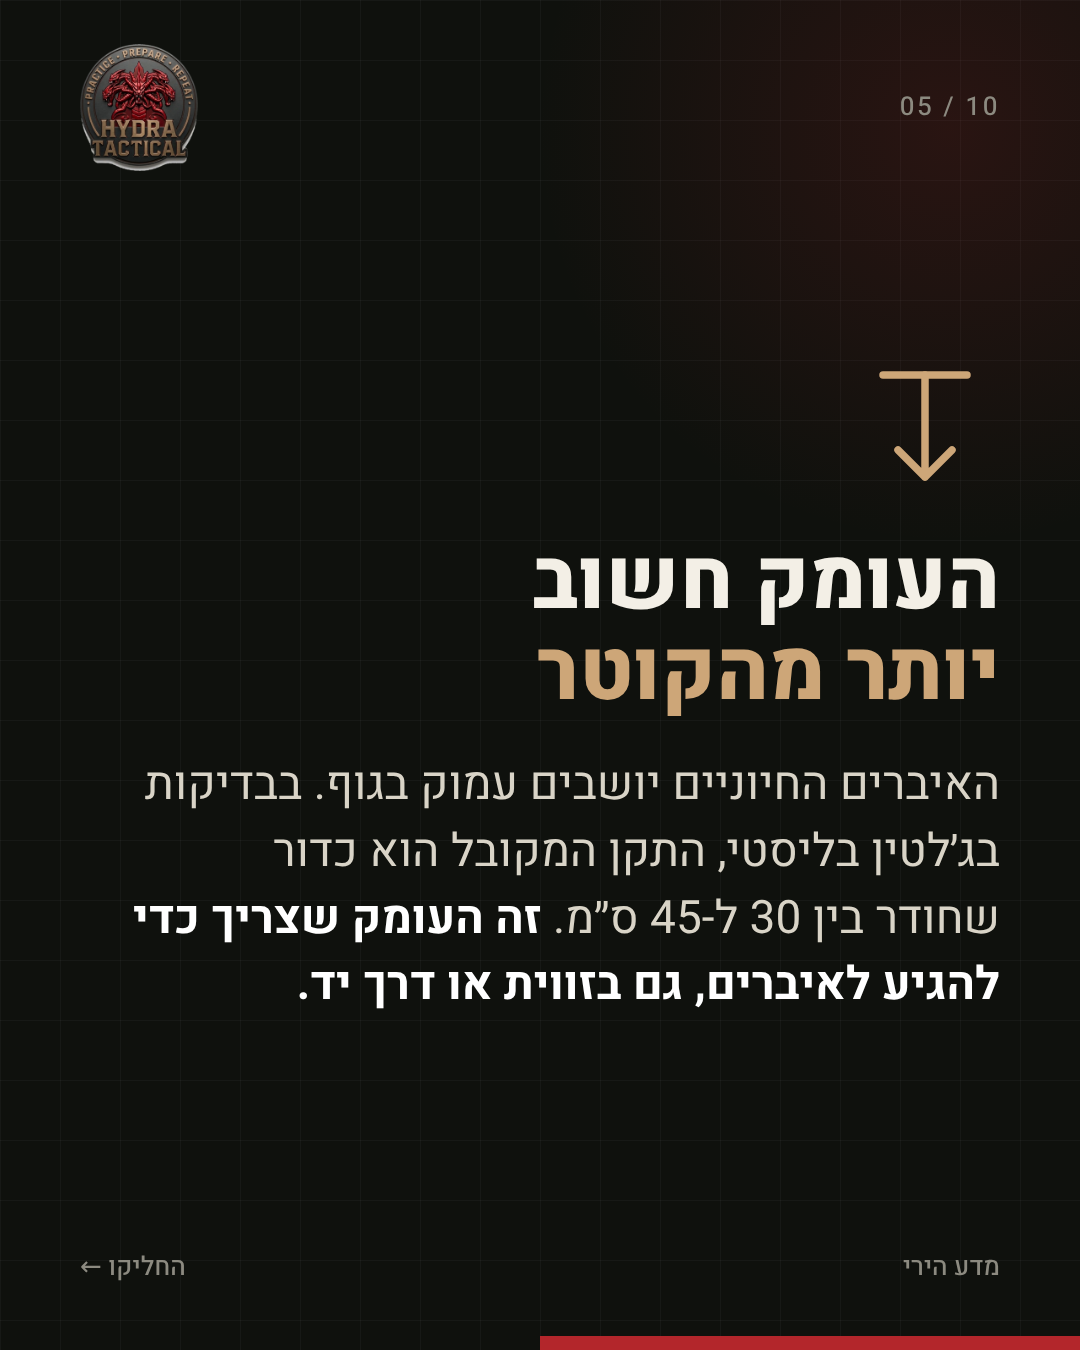 PRACTICE • PREPARE • REPEAT
HYDRA
TACTICAL
05 / 10
העומק חשוב
יותר מהקוטר
האיברים החיוניים יושבים עמוק בגוף. בבדיקות
בג׳לטין בליסטי, התקן המקובל הוא כדור
שחודר בין 30 ל-45 ס״מ. זה העומק שצריך כדי
להגיע לאיברים, גם בזווית או דרך יד.
מדע הירי
החליקו ←